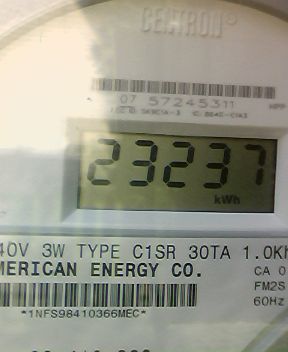 CENTRON®
07 57245311
23237
kWh
40V 3W TYPE C1SR 30TA 1.0Kh
MERICAN ENERGY CO.
CA 0
FM2S
60Hz
*1NFS98410366MEC*